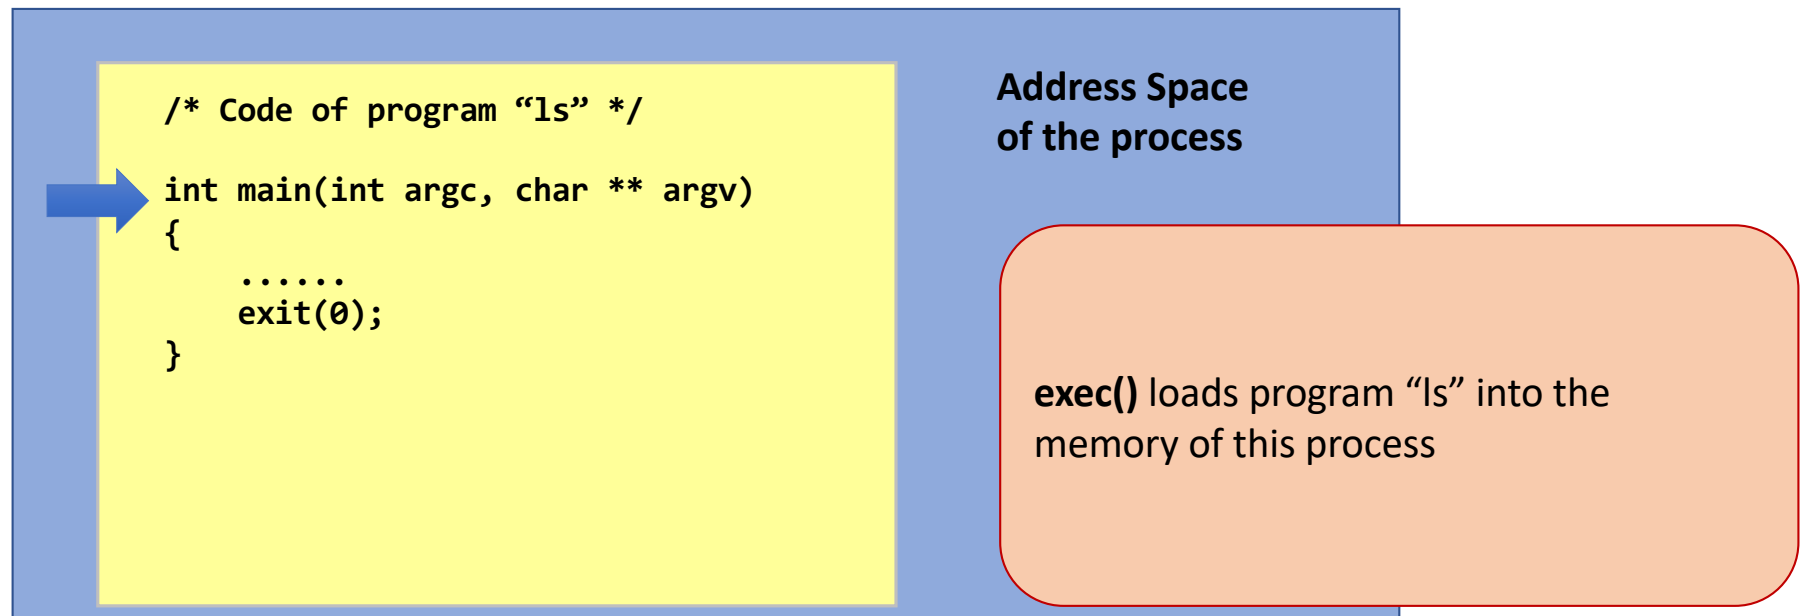 /* Code of program “ls” */
int main(int argc, char ** argv)
{
......
exit(0);
}
Address Space
of the process
exec() loads program “ls” into the
memory of this process